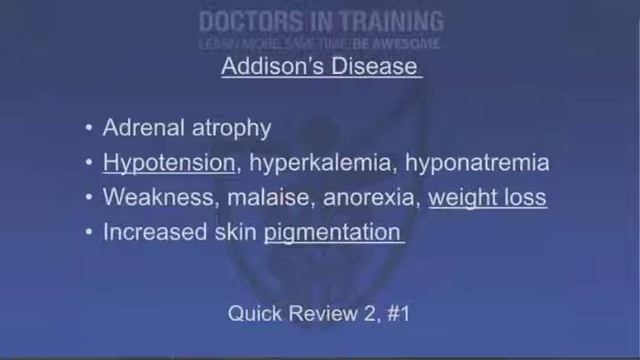 DOCTORS IN TRAINING
LEARN MORE. SAVE TIME. BE AWESOME.
Addison's Disease
• Adrenal atrophy
• Hypotension, hyperkalemia, hyponatremia
• Weakness, malaise, anorexia, weight loss
• Increased skin pigmentation
Quick Review 2, #1